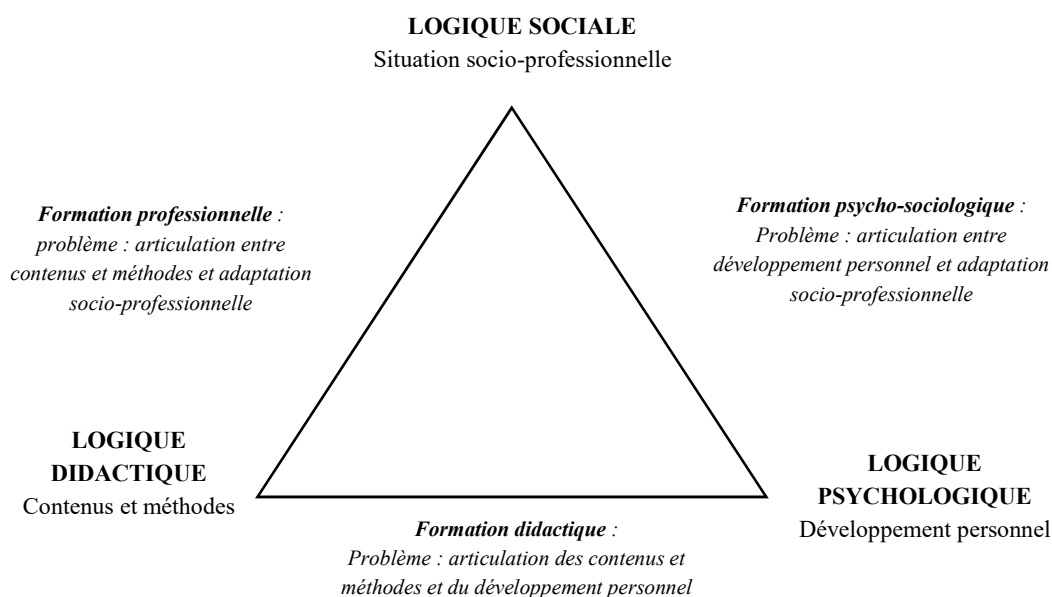 LOGIQUE SOCIALE
Situation socio-professionnelle
Formation professionnelle :
problème : articulation entre
contenus et méthodes et adaptation
socio-professionnelle
Formation psycho-sociologique :
Problème : articulation entre
développement personnel et adaptation
socio-professionnelle
LOGIQUE
DIDACTIQUE
Contenus et méthodes
LOGIQUE
PSYCHOLOGIQUE
Développement personnel
Formation didactique :
Problème : articulation des contenus et
méthodes et du développement personnel